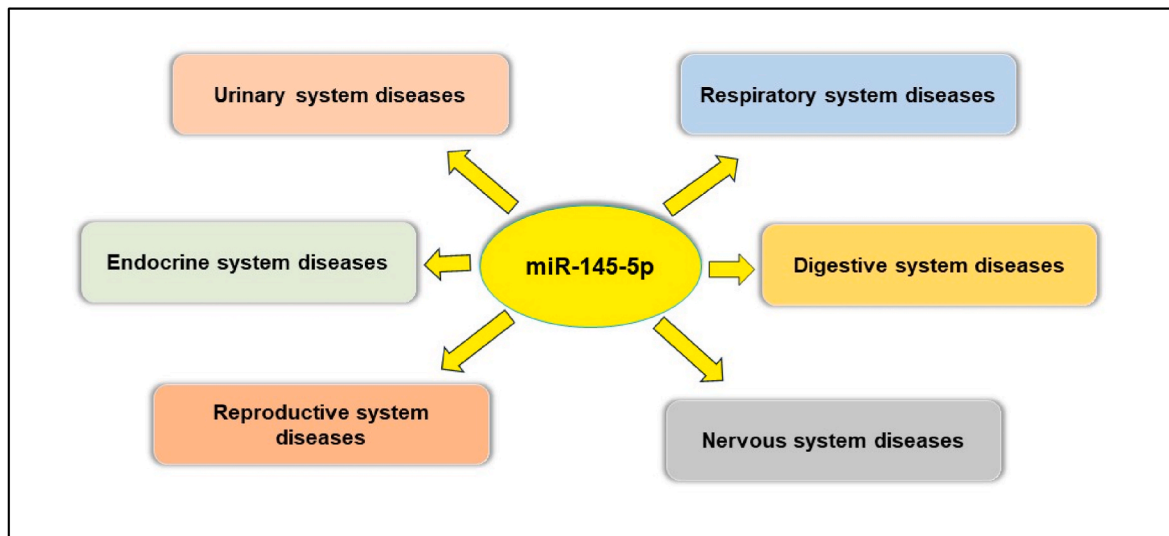 Urinary system diseases
Respiratory system diseases
Endocrine system diseases
miR-145-5p
Digestive system diseases
Reproductive system
diseases
Nervous system diseases